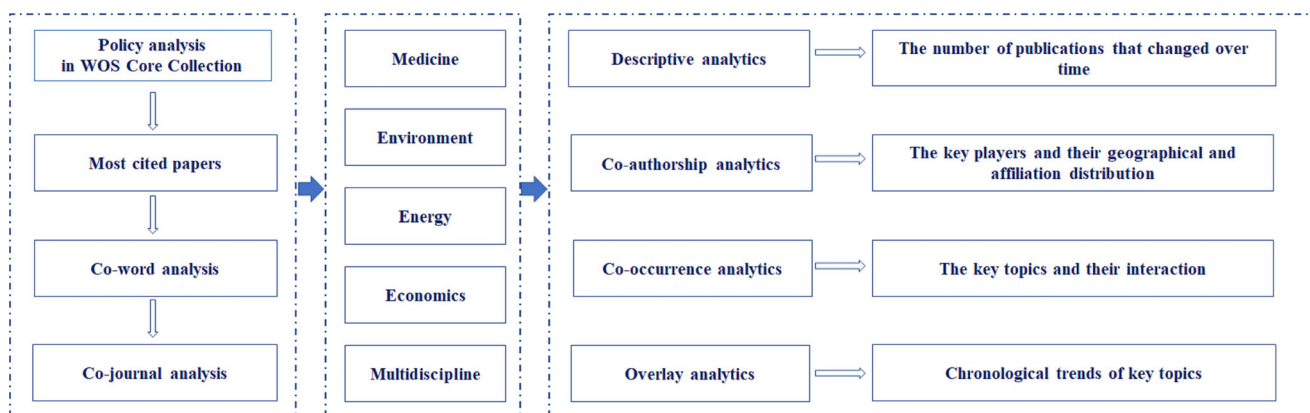 Policy analysis
in WOS Core Collection
Most cited papers
Co-word analysis
Co-journal analysis
Medicine
Environment
Energy
Economics
Multidiscipline
Descriptive analytics
The number of publications that changed over
time
Co-authorship analytics
The key players and their geographical and
affiliation distribution
Co-occurrence analytics
The key topics and their interaction
Overlay analytics
Chronological trends of key topics